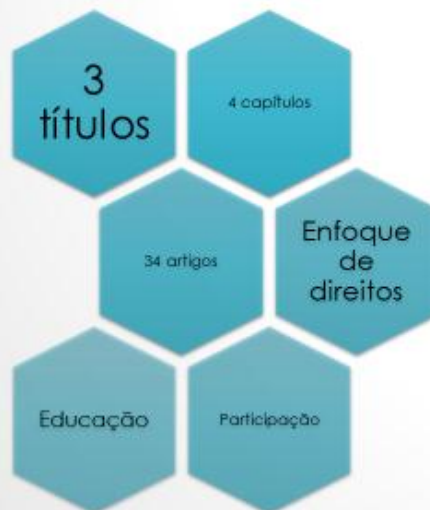 3
títulos
4 capítulos
34 artigos
Enfoque
de
direitos
Educação
Participação